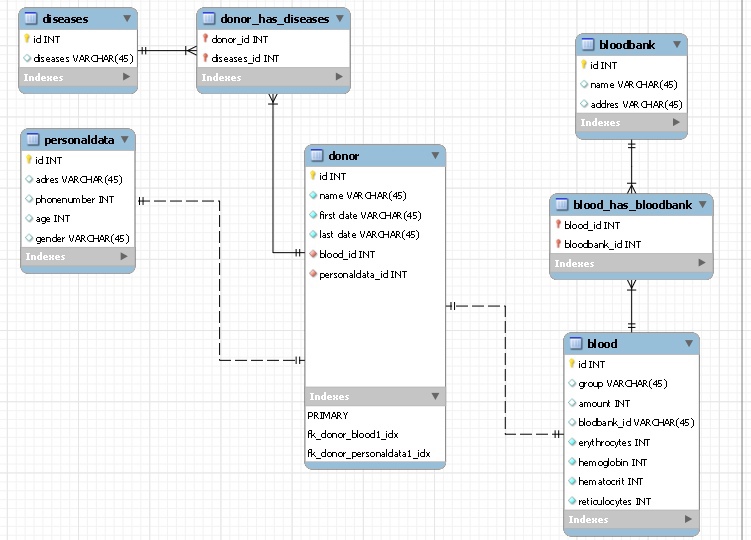 diseases
id INT
diseases VARCHAR(45)
Indexes
donor_has_diseases
donor_id INT
diseases_id INT
Indexes
bloodbank
id INT
name VARCHAR(45)
addres VARCHAR(45)
Indexes
personaldata
id INT
adres VARCHAR(45)
phonenumber INT
age INT
gender VARCHAR(45)
Indexes
donor
id INT
name VARCHAR(45)
first date VARCHAR(45)
last date VARCHAR(45)
blood_id INT
personaldata_id INT
Indexes
PRIMARY
fk_donor_blood1_idx
fk_donor_personaldata1_idx
blood_has_bloodbank
blood_id INT
bloodbank_id INT
Indexes
blood
id INT
group VARCHAR(45)
amount INT
blodbank_id VARCHAR(45)
erythrocytes INT
hemoglobin INT
hematocrit INT
reticulocytes INT
Indexes